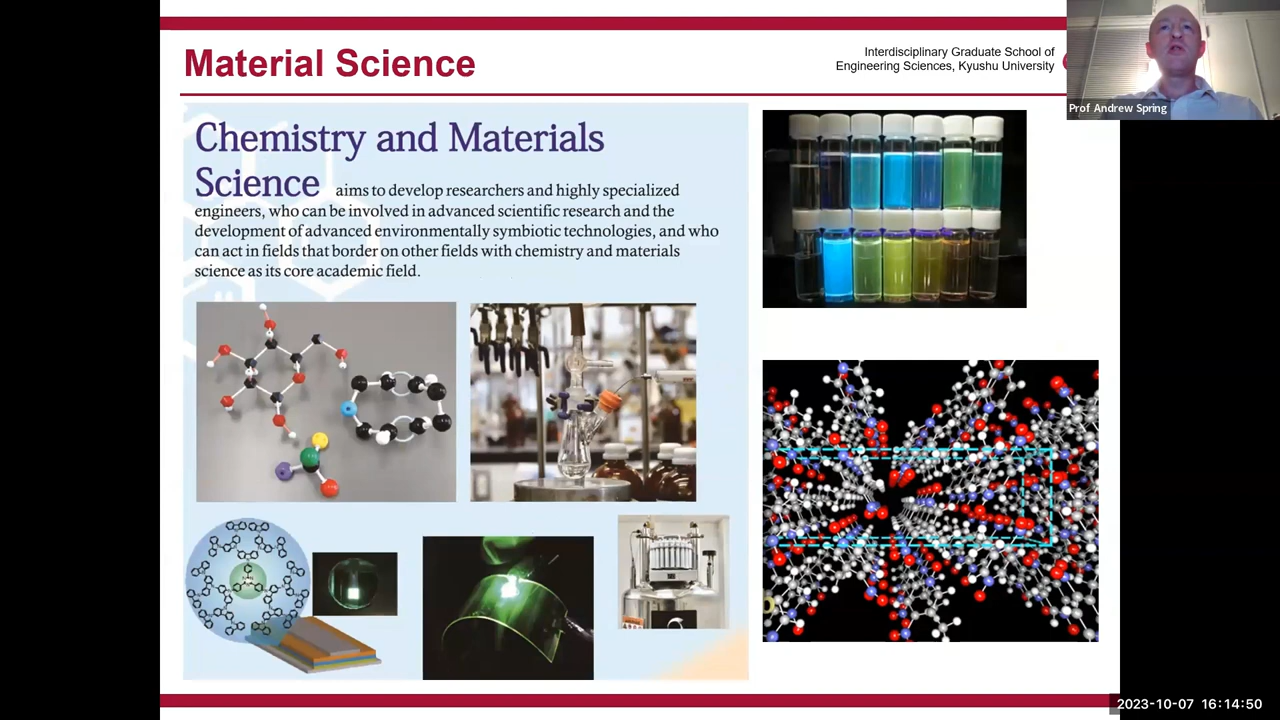 Material Science
Interdisciplinary Graduate School of
Engineering Sciences, Kyushu University
Prof Andrew Spring
Chemistry and Materials
Science aims to develop researchers and highly specialized
engineers, who can be involved in advanced scientific research and the
development of advanced environmentally symbiotic technologies, and who
can act in fields that border on other fields with chemistry and materials
science as its core academic field.
2023-10-07 16:14:50